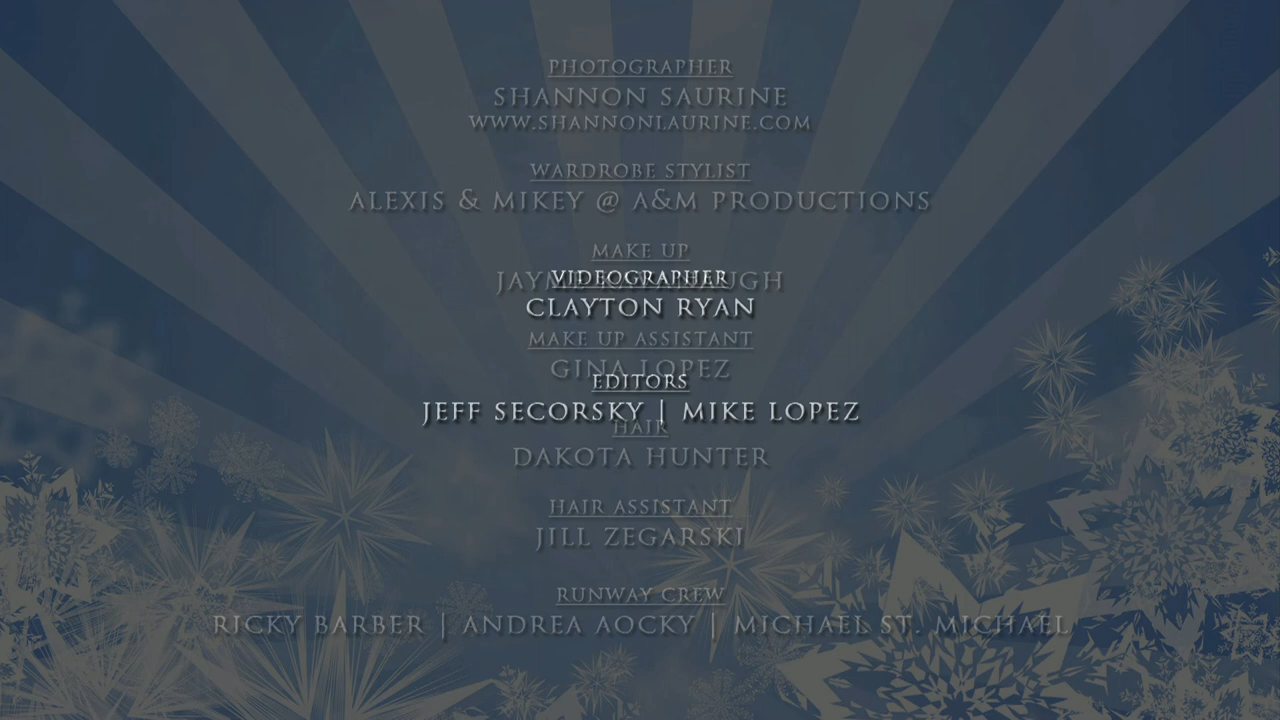 PHOTOGRAPHER
SHANNON SAURINE
WWW.SHANNONLAURINE.COM
WARDROBE STYLIST
ALEXIS & MIKEY @ A&M PRODUCTIONS
MAKE UP
VIDEOGRAPHER
CLAYTON RYAN
MAKE UP ASSISTANT
GINA LOPEZ
EDITORS
JEFF SECORSKY | MIKE LOPEZ
HAIR
DAKOTA HUNTER
HAIR ASSISTANT
JILL ZEGARSKI
RUNWAY CREW
RICKY BARBER | ANDREA AOCKY | MICHAEL ST. MICHAEL